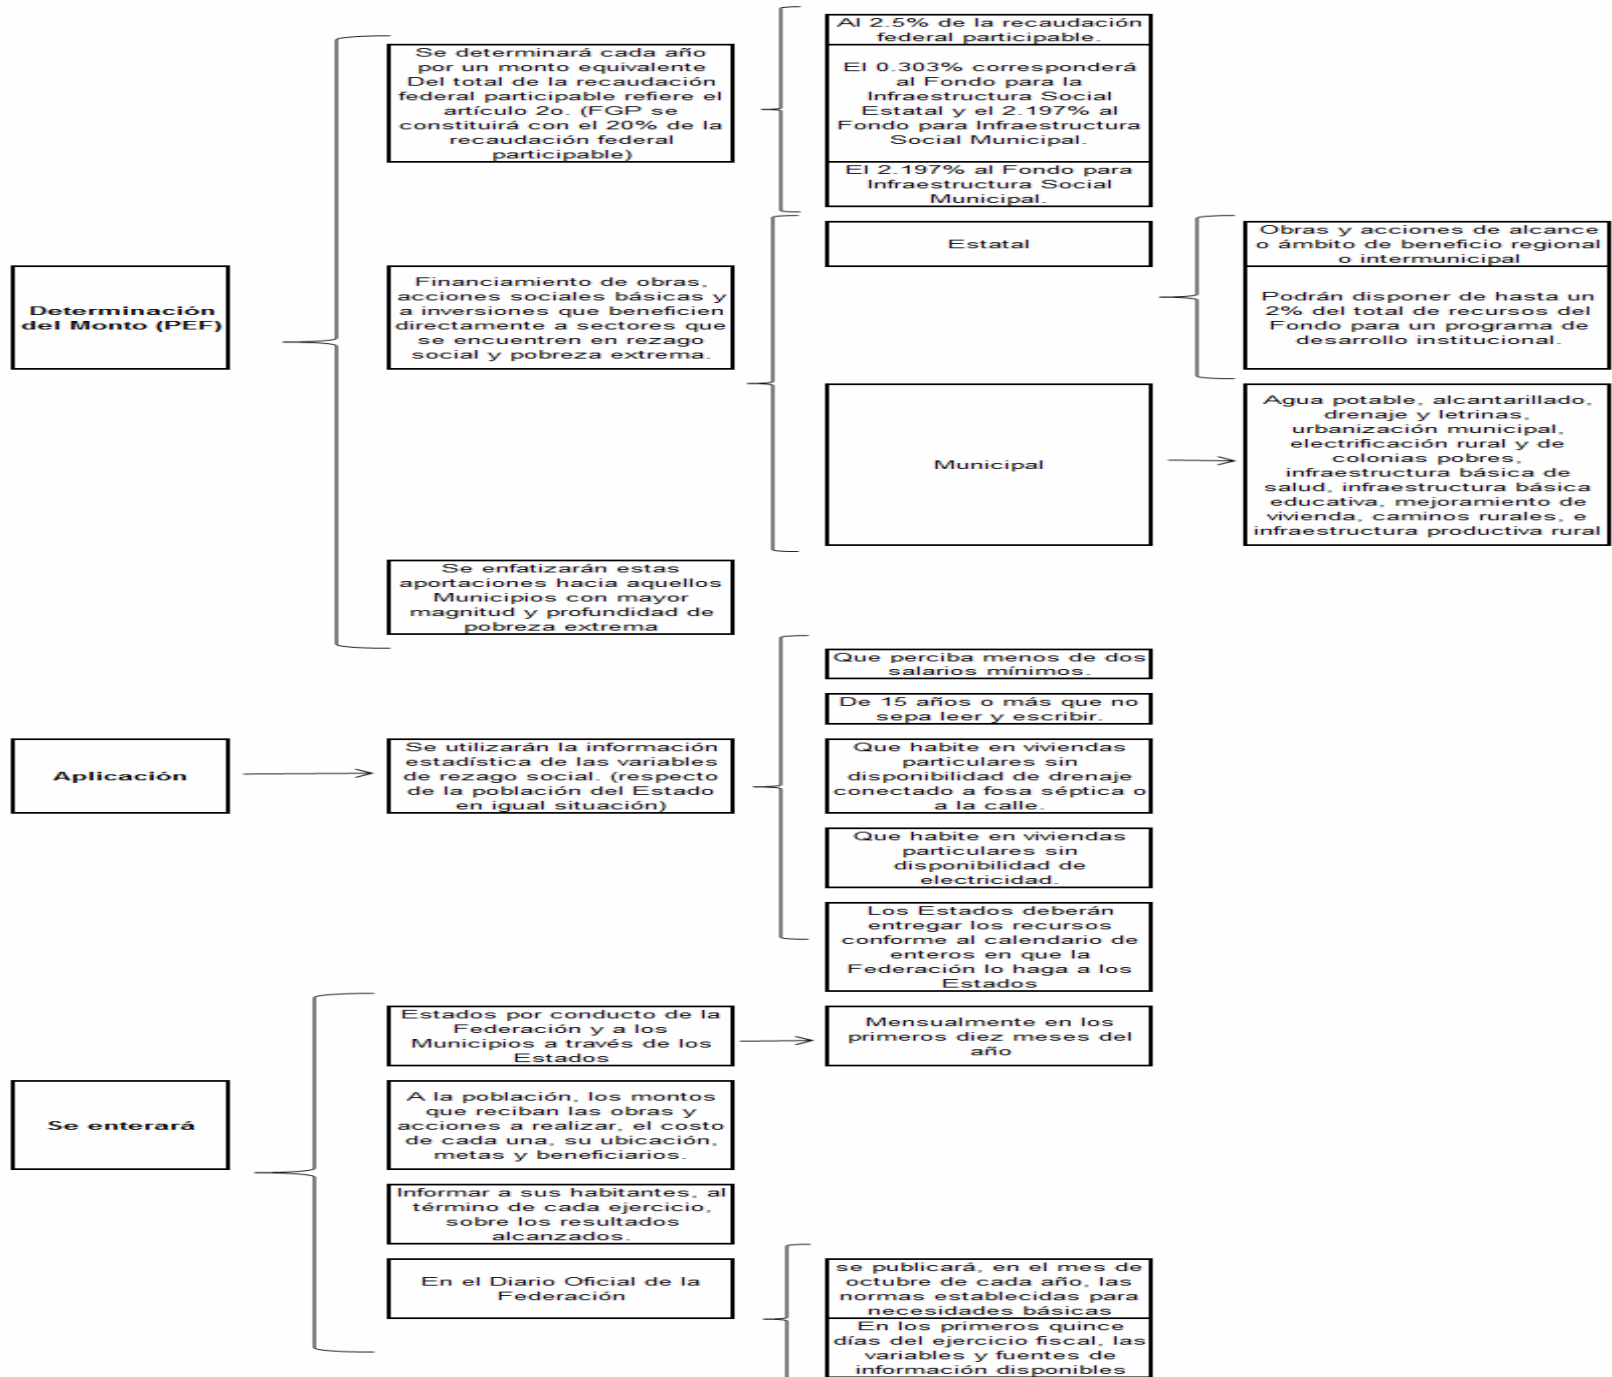 Determinación
del Monto (PEF)
Se determinará cada año
por un monto equivalente
Del total de la recaudación
federal participable refiere el
artículo 2o. (FGP se
constituirá con el 20% de la
recaudación federal
participable)
Al 2.5% de la recaudación
federal participable.
El 0.303% corresponderá
al Fondo para la
Infraestructura Social
Estatal y el 2.197% al
Fondo para Infraestructura
Social Municipal.
El 2.197% al Fondo para
Infraestructura Social
Municipal.
Financiamiento de obras,
acciones sociales básicas y
a inversiones que beneficien
directamente a sectores que
se encuentren en rezago
social y pobreza extrema.
Estatal
Obras y acciones de alcance
o ámbito de beneficio regional
o intermunicipal
Podrán disponer de hasta un
2% del total de recursos del
Fondo para un programa de
desarrollo institucional.
Municipal
Agua potable, alcantarillado,
drenaje y letrinas,
urbanización municipal,
electrificación rural y de
colonias pobres,
infraestructura básica de
salud, infraestructura básica
educativa, mejoramiento de
vivienda, caminos rurales, e
infraestructura productiva rural
Se enfatizarán estas
aportaciones hacia aquellos
Municipios con mayor
magnitud y profundidad de
pobreza extrema
Aplicación
Se utilizarán la información
estadística de las variables
de rezago social. (respecto
de la población del Estado
en igual situación)
Que perciba menos de dos
salarios mínimos.
De 15 años o más que no
sepa leer y escribir.
Que habite en viviendas
particulares sin
disponibilidad de drenaje
conectado a fosa séptica o
a la calle.
Que habite en viviendas
particulares sin
disponibilidad de
electricidad.
Los Estados deberán
entregar los recursos
conforme al calendario de
enteros en que la
Federación lo haga a los
Estados
Se enterará
Estados por conducto de la
Federación y a los
Municipios a través de los
Estados
Mensualmente en los
primeros diez meses del
año
A la población, los montos
que reciban las obras y
acciones a realizar, el costo
de cada una, su ubicación,
metas y beneficiarios.
Informar a sus habitantes, al
término de cada ejercicio,
sobre los resultados
alcanzados.
En el Diario Oficial de la
Federación
se publicará, en el mes de
octubre de cada año, las
normas establecidas para
necesidades básicas
En los primeros quince
días del ejercicio fiscal, las
variables y fuentes de
información disponibles